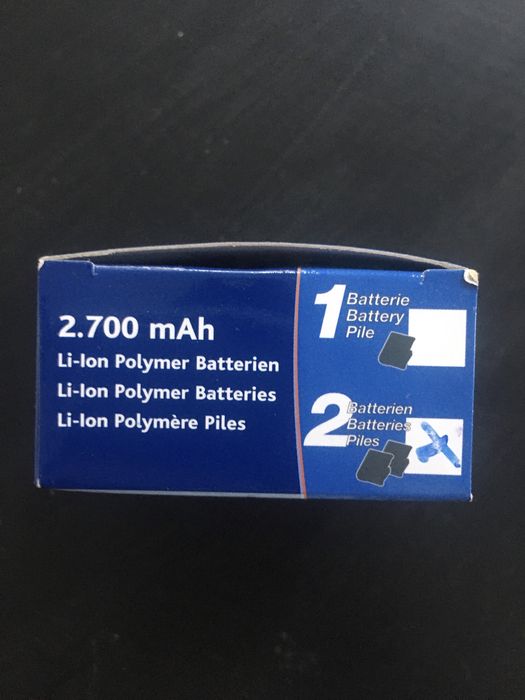 2.700 mAh
Li-Ion Polymer Batterien
Li-Ion Polymer Batteries
Li-Ion Polymère Piles
1 Batterie
Battery
Pile
2 Batterien
Batteries
Piles